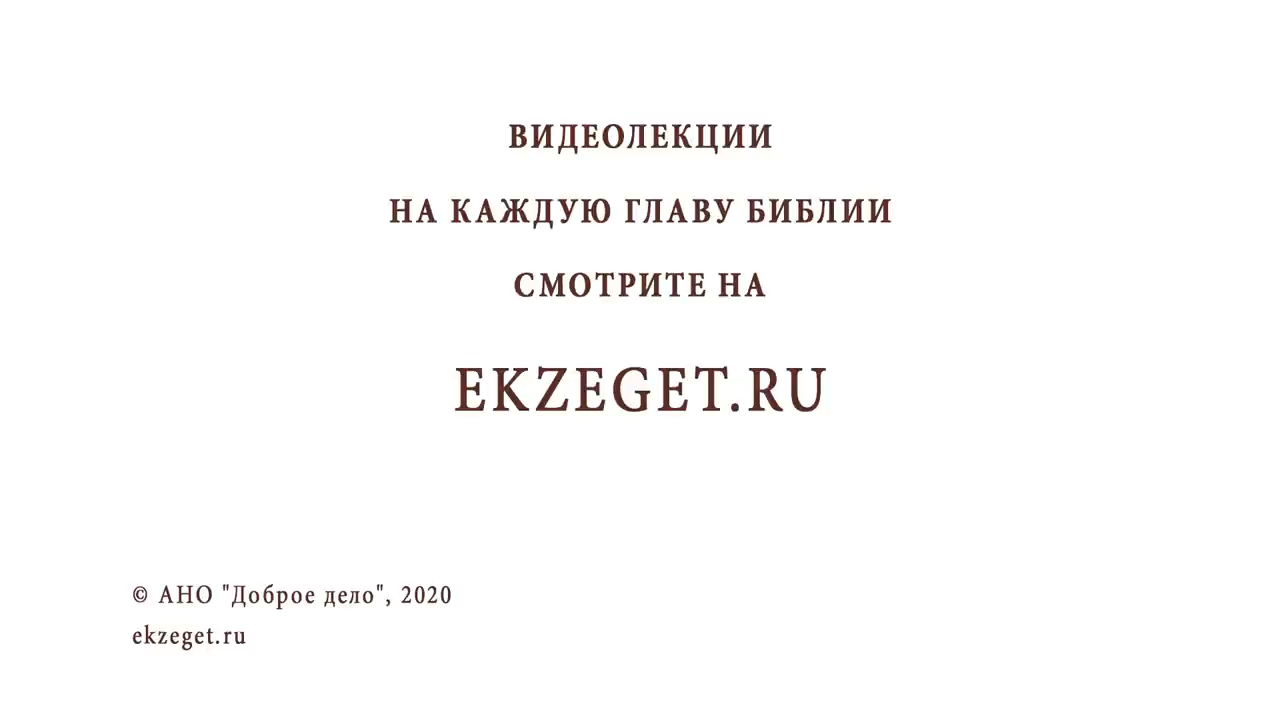 ВИДЕОЛЕКЦИИ
НА КАЖДУЮ ГЛАВУ БИБЛИИ
СМОТРИТЕ НА
EKZEGET.RU
© АНО "Доброе дело", 2020
ekzeget.ru